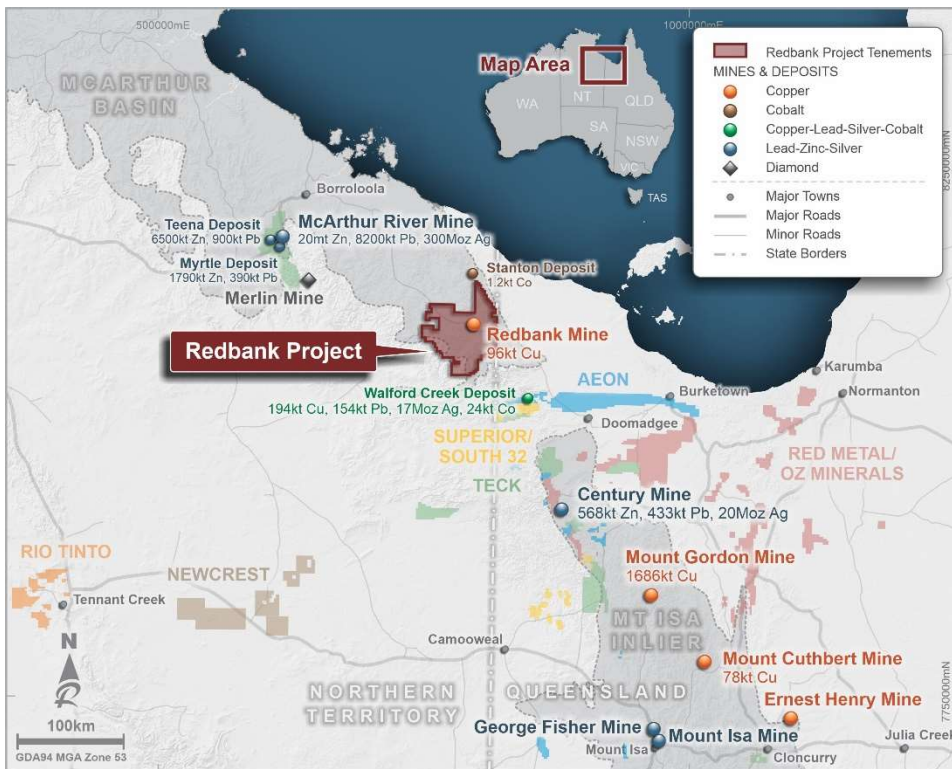 500000mE
1000000mE
8250000mN
7750000mN
MCARTHUR
BASIN
Map Area
WA
NT
QLD
SA
NSW
VIC
TAS
Redbank Project Tenements
MINES & DEPOSITS
Copper
Cobalt
Copper-Lead-Silver-Cobalt
Lead-Zinc-Silver
Diamond
Major Towns
Major Roads
Minor Roads
State Borders
Borroloola
Teena Deposit
6500kt Zn, 900kt Pb
McArthur River Mine
20mt Zn, 8200kt Pb, 300Moz Ag
Myrtle Deposit
1790kt Zn, 390kt Pb
Merlin Mine
Stanton Deposit
1.2kt Co
Redbank Project
Redbank Mine
96kt Cu
Walford Creek Deposit
194kt Cu, 154kt Pb, 17Moz Ag, 24kt Co
AEON
Burketown
Karumba
Normanton
Doomadgee
SUPERIOR/
SOUTH 32
TECK
RED METAL/
OZ MINERALS
Century Mine
568kt Zn, 433kt Pb, 20Moz Ag
Mount Gordon Mine
1686kt Cu
RIO TINTO
NEWCREST
Tennant Creek
MT ISA
INLIER
Camooweal
Mount Cuthbert Mine
78kt Cu
NORTHERN
TERRITORY
QUEENSLAND
Ernest Henry Mine
George Fisher Mine
Mount Isa Mine
Mount Isa
Cloncurry
Julia Creek
N
100km
GDA94 MGA Zone 53